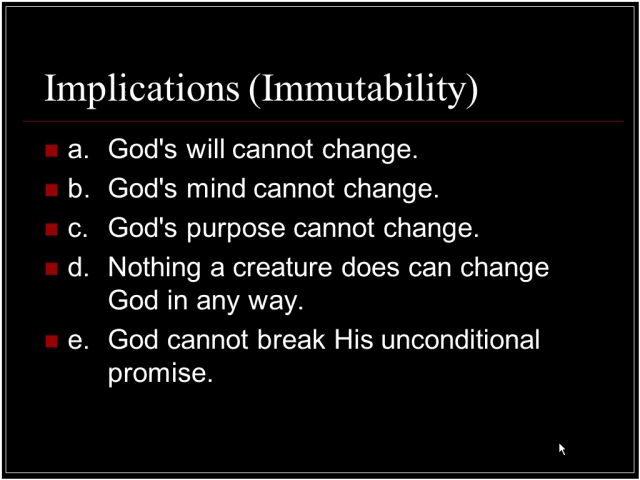 Implications (Immutability)
a. God's will cannot change.
b. God's mind cannot change.
c. God's purpose cannot change.
d. Nothing a creature does can change
God in any way.
e. God cannot break His unconditional
promise.